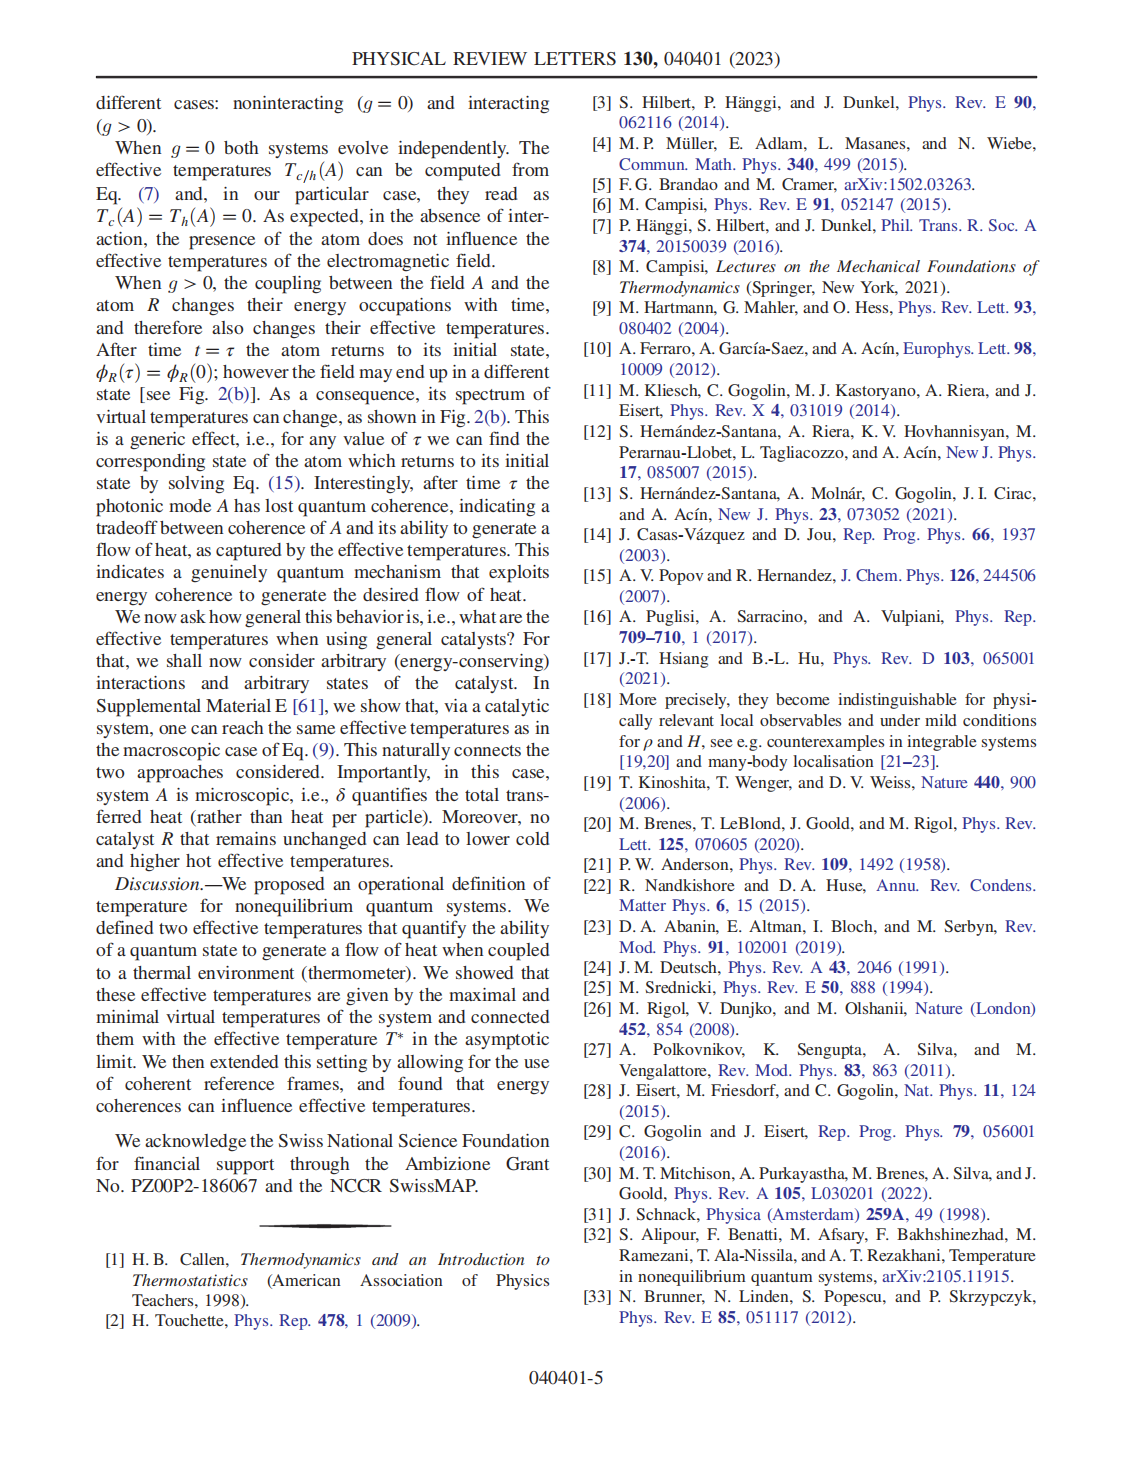 PHYSICAL REVIEW LETTERS 130, 040401 (2023)
different cases: noninteracting (g = 0) and interacting
(g > 0).
When g = 0 both systems evolve independently. The
effective temperatures T_{c/h}(A) can be computed from
Eq. (7) and, in our particular case, they read as
T_c(A) = T_h(A) = 0. As expected, in the absence of inter-
action, the presence of the atom does not influence the
effective temperatures of the electromagnetic field.
When g > 0, the coupling between the field A and the
atom R changes their energy occupations with time,
and therefore also changes their effective temperatures.
After time t = τ the atom returns to its initial state,
ϕ_R(τ) = ϕ_R(0); however the field may end up in a different
state [see Fig. 2(b)]. As a consequence, its spectrum of
virtual temperatures can change, as shown in Fig. 2(b). This
is a generic effect, i.e., for any value of τ we can find the
corresponding state of the atom which returns to its initial
state by solving Eq. (15). Interestingly, after time τ the
photonic mode A has lost quantum coherence, indicating a
tradeoff between coherence of A and its ability to generate a
flow of heat, as captured by the effective temperatures. This
indicates a genuinely quantum mechanism that exploits
energy coherence to generate the desired flow of heat.
We now ask how general this behavior is, i.e., what are the
effective temperatures when using general catalysts? For
that, we shall now consider arbitrary (energy-conserving)
interactions and arbitrary states of the catalyst. In
Supplemental Material E [61], we show that, via a catalytic
system, one can reach the same effective temperatures as in
the macroscopic case of Eq. (9). This naturally connects the
two approaches considered. Importantly, in this case,
system A is microscopic, i.e., δ quantifies the total trans-
ferred heat (rather than heat per particle). Moreover, no
catalyst R that remains unchanged can lead to lower cold
and higher hot effective temperatures.
Discussion.—We proposed an operational definition of
temperature for nonequilibrium quantum systems. We
defined two effective temperatures that quantify the ability
of a quantum state to generate a flow of heat when coupled
to a thermal environment (thermometer). We showed that
these effective temperatures are given by the maximal and
minimal virtual temperatures of the system and connected
them with the effective temperature T* in the asymptotic
limit. We then extended this setting by allowing for the use
of coherent reference frames, and found that energy
coherences can influence effective temperatures.
We acknowledge the Swiss National Science Foundation
for financial support through the Ambizione Grant
No. PZ00P2-186067 and the NCCR SwissMAP.
[1] H. B. Callen, Thermodynamics and an Introduction to
Thermostatistics (American Association of Physics
Teachers, 1998).
[2] H. Touchette, Phys. Rep. 478, 1 (2009).
[3] S. Hilbert, P. Hänggi, and J. Dunkel, Phys. Rev. E 90,
062116 (2014).
[4] M. P. Müller, E. Adlam, L. Masanes, and N. Wiebe,
Commun. Math. Phys. 340, 499 (2015).
[5] F. G. Brandao and M. Cramer, arXiv:1502.03263.
[6] M. Campisi, Phys. Rev. E 91, 052147 (2015).
[7] P. Hänggi, S. Hilbert, and J. Dunkel, Phil. Trans. R. Soc. A
374, 20150039 (2016).
[8] M. Campisi, Lectures on the Mechanical Foundations of
Thermodynamics (Springer, New York, 2021).
[9] M. Hartmann, G. Mahler, and O. Hess, Phys. Rev. Lett. 93,
080402 (2004).
[10] A. Ferraro, A. García-Saez, and A. Acín, Europhys. Lett. 98,
10009 (2012).
[11] M. Kliesch, C. Gogolin, M. J. Kastoryano, A. Riera, and J.
Eisert, Phys. Rev. X 4, 031019 (2014).
[12] S. Hernández-Santana, A. Riera, K. V. Hovhannisyan, M.
Perarnau-Llobet, L. Tagliacozzo, and A. Acín, New J. Phys.
17, 085007 (2015).
[13] S. Hernández-Santana, A. Molnár, C. Gogolin, J. I. Cirac,
and A. Acín, New J. Phys. 23, 073052 (2021).
[14] J. Casas-Vázquez and D. Jou, Rep. Prog. Phys. 66, 1937
(2003).
[15] A. V. Popov and R. Hernandez, J. Chem. Phys. 126, 244506
(2007).
[16] A. Puglisi, A. Sarracino, and A. Vulpiani, Phys. Rep.
709–710, 1 (2017).
[17] J.-T. Hsiang and B.-L. Hu, Phys. Rev. D 103, 065001
(2021).
[18] More precisely, they become indistinguishable for physi-
cally relevant local observables and under mild conditions
for ρ and H, see e.g. counterexamples in integrable systems
[19,20] and many-body localisation [21–23].
[19] T. Kinoshita, T. Wenger, and D. V. Weiss, Nature 440, 900
(2006).
[20] M. Brenes, T. LeBlond, J. Goold, and M. Rigol, Phys. Rev.
Lett. 125, 070605 (2020).
[21] P. W. Anderson, Phys. Rev. 109, 1492 (1958).
[22] R. Nandkishore and D. A. Huse, Annu. Rev. Condens.
Matter Phys. 6, 15 (2015).
[23] D. A. Abanin, E. Altman, I. Bloch, and M. Serbyn, Rev.
Mod. Phys. 91, 102001 (2019).
[24] J. M. Deutsch, Phys. Rev. A 43, 2046 (1991).
[25] M. Srednicki, Phys. Rev. E 50, 888 (1994).
[26] M. Rigol, V. Dunjko, and M. Olshanii, Nature (London)
452, 854 (2008).
[27] A. Polkovnikov, K. Sengupta, A. Silva, and M.
Vengalattore, Rev. Mod. Phys. 83, 863 (2011).
[28] J. Eisert, M. Friesdorf, and C. Gogolin, Nat. Phys. 11, 124
(2015).
[29] C. Gogolin and J. Eisert, Rep. Prog. Phys. 79, 056001
(2016).
[30] M. T. Mitchison, A. Purkayastha, M. Brenes, A. Silva, and J.
Goold, Phys. Rev. A 105, L030201 (2022).
[31] J. Schnack, Physica (Amsterdam) 259A, 49 (1998).
[32] S. Alipour, F. Benatti, M. Afsary, F. Bakhshinezhad, M.
Ramezani, T. Ala-Nissila, and A. T. Rezakhani, Temperature
in nonequilibrium quantum systems, arXiv:2105.11915.
[33] N. Brunner, N. Linden, S. Popescu, and P. Skrzypczyk,
Phys. Rev. E 85, 051117 (2012).
040401-5